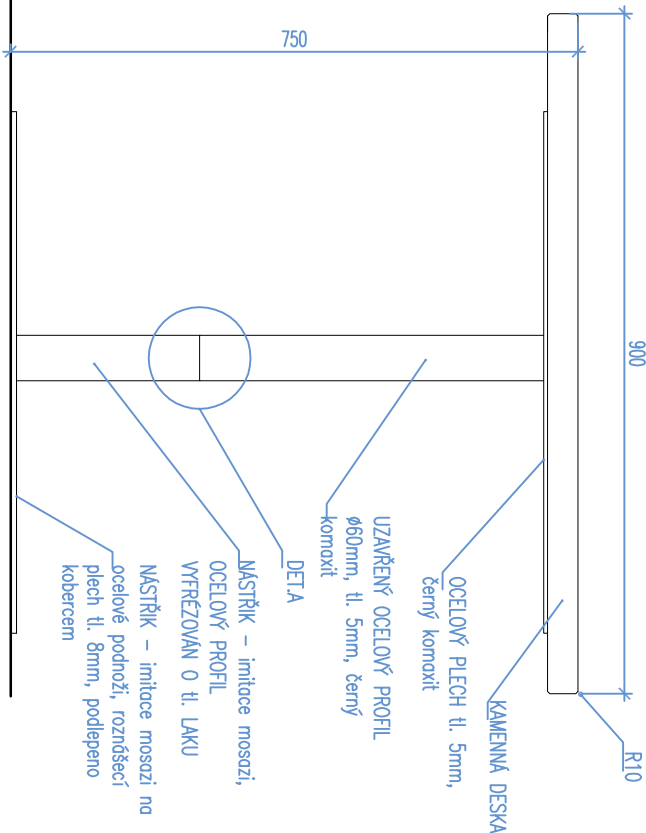 900
R10
750
KAMENNÁ DESKA
OCELOVÝ PLECH tl. 5mm,
černý komaxit
UZAVŘENÝ OCELOVÝ PROFIL
ø60mm, tl. 5mm, černý
komaxit
DET.A
NÁSTŘIK – imitace mosazi,
OCELOVÝ PROFIL
VYFRÉZOVÁN O tl. LAKU
NÁSTŘIK – imitace mosazi na
ocelové podnoži, roznášecí
plech tl. 8mm, podlepeno
kobercem